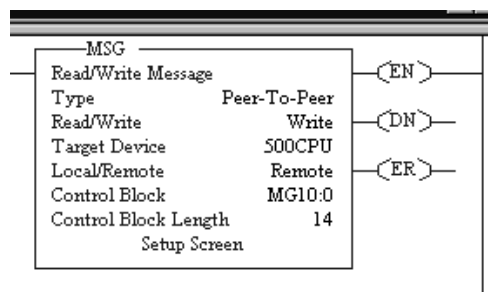 MSG
Read/Write Message
Type Peer-To-Peer
Read/Write Write
Target Device 500CPU
Local/Remote Remote
Control Block MG10:0
Control Block Length 14
Setup Screen
EN
DN
ER